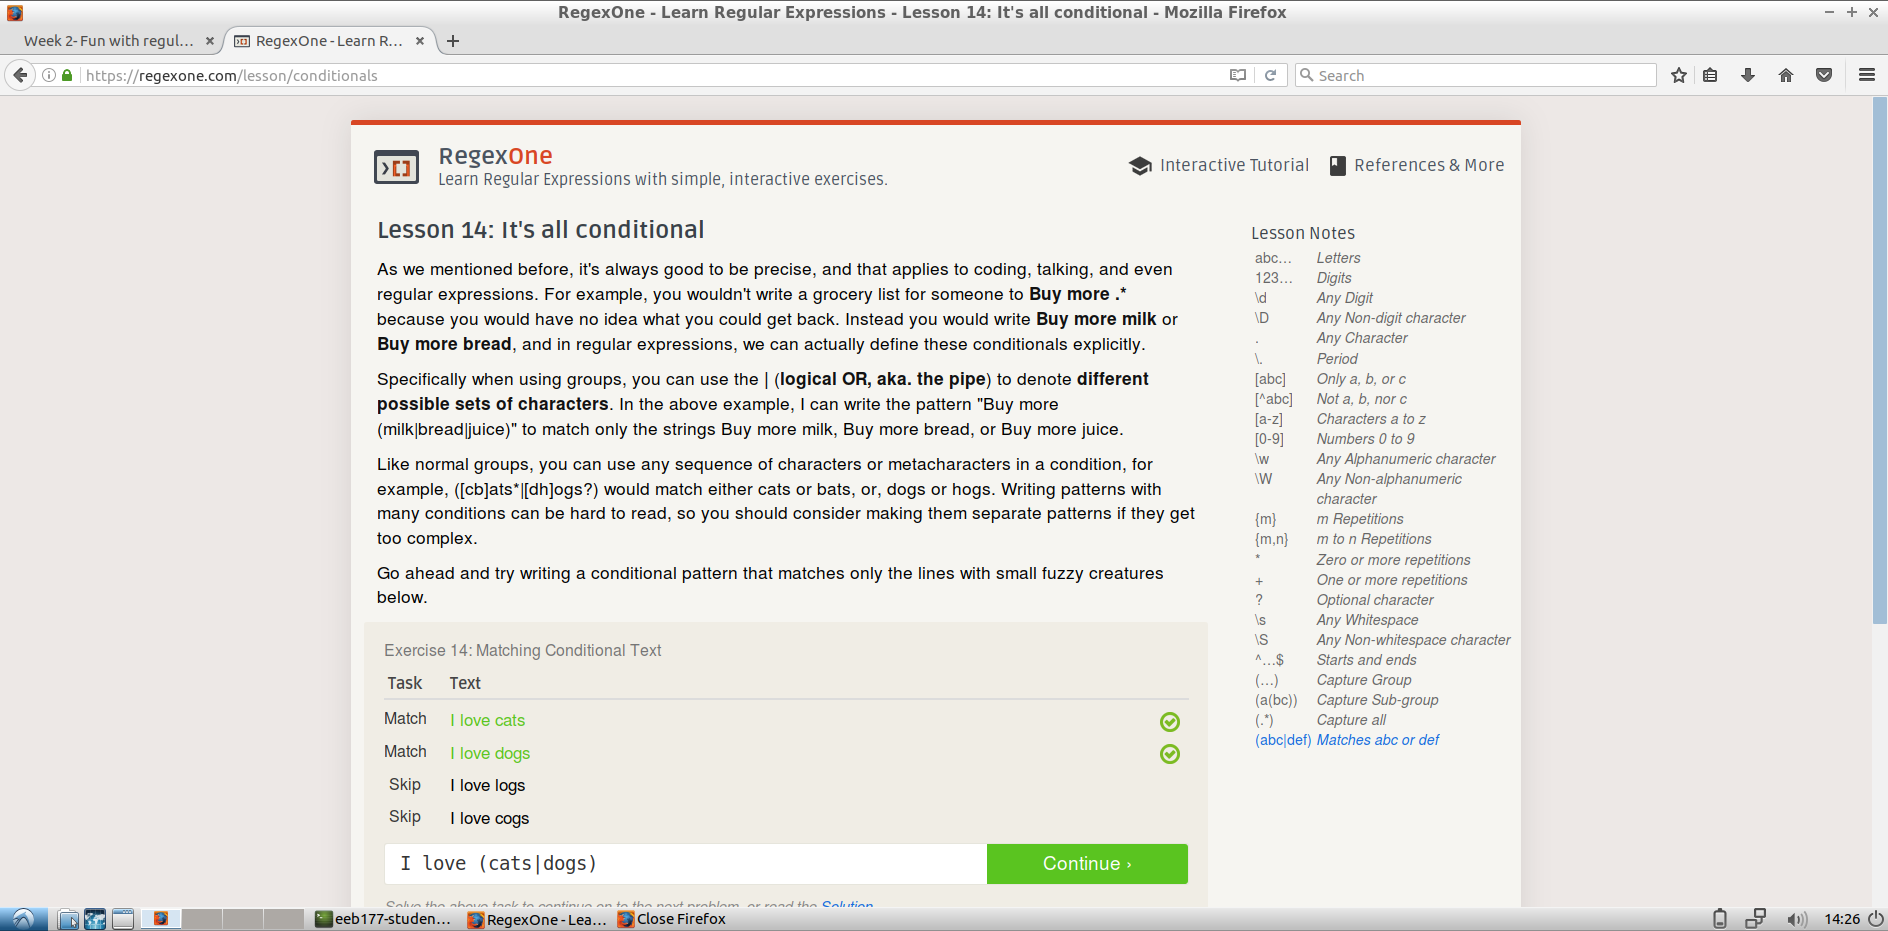 RegexOne - Learn Regular Expressions - Lesson 14: It's all conditional - Mozilla Firefox
Week 2- Fun with regul...
RegexOne - Learn R...
https://regexone.com/lesson/conditionals
Search
RegexOne
Learn Regular Expressions with simple, interactive exercises.
Interactive Tutorial
References & More
Lesson 14: It's all conditional
As we mentioned before, it's always good to be precise, and that applies to coding, talking, and even
regular expressions. For example, you wouldn't write a grocery list for someone to Buy more .*
because you would have no idea what you could get back. Instead you would write Buy more milk or
Buy more bread, and in regular expressions, we can actually define these conditionals explicitly.
Specifically when using groups, you can use the | (logical OR, aka. the pipe) to denote different
possible sets of characters. In the above example, I can write the pattern "Buy more
(milk|bread|juice)" to match only the strings Buy more milk, Buy more bread, or Buy more juice.
Like normal groups, you can use any sequence of characters or metacharacters in a condition, for
example, ([cb]ats*|[dh]ogs?) would match either cats or bats, or, dogs or hogs. Writing patterns with
many conditions can be hard to read, so you should consider making them separate patterns if they get
too complex.
Go ahead and try writing a conditional pattern that matches only the lines with small fuzzy creatures
below.
Exercise 14: Matching Conditional Text
Task Text
Match I love cats
Match I love dogs
Skip I love logs
Skip I love cogs
I love (cats|dogs)
Continue ›
Solve the above task to continue on to the next problem, or read the Solution.
Lesson Notes
abc… Letters
123… Digits
\d Any Digit
\D Any Non-digit character
. Any Character
\. Period
[abc] Only a, b, or c
[^abc] Not a, b, nor c
[a-z] Characters a to z
[0-9] Numbers 0 to 9
\w Any Alphanumeric character
\W Any Non-alphanumeric
character
{m} m Repetitions
{m,n} m to n Repetitions
* Zero or more repetitions
+ One or more repetitions
? Optional character
\s Any Whitespace
\S Any Non-whitespace character
^…$ Starts and ends
(…) Capture Group
(a(bc)) Capture Sub-group
(.*) Capture all
(abc|def) Matches abc or def
eeb177-studen...
RegexOne - Lea...
Close Firefox
14:26